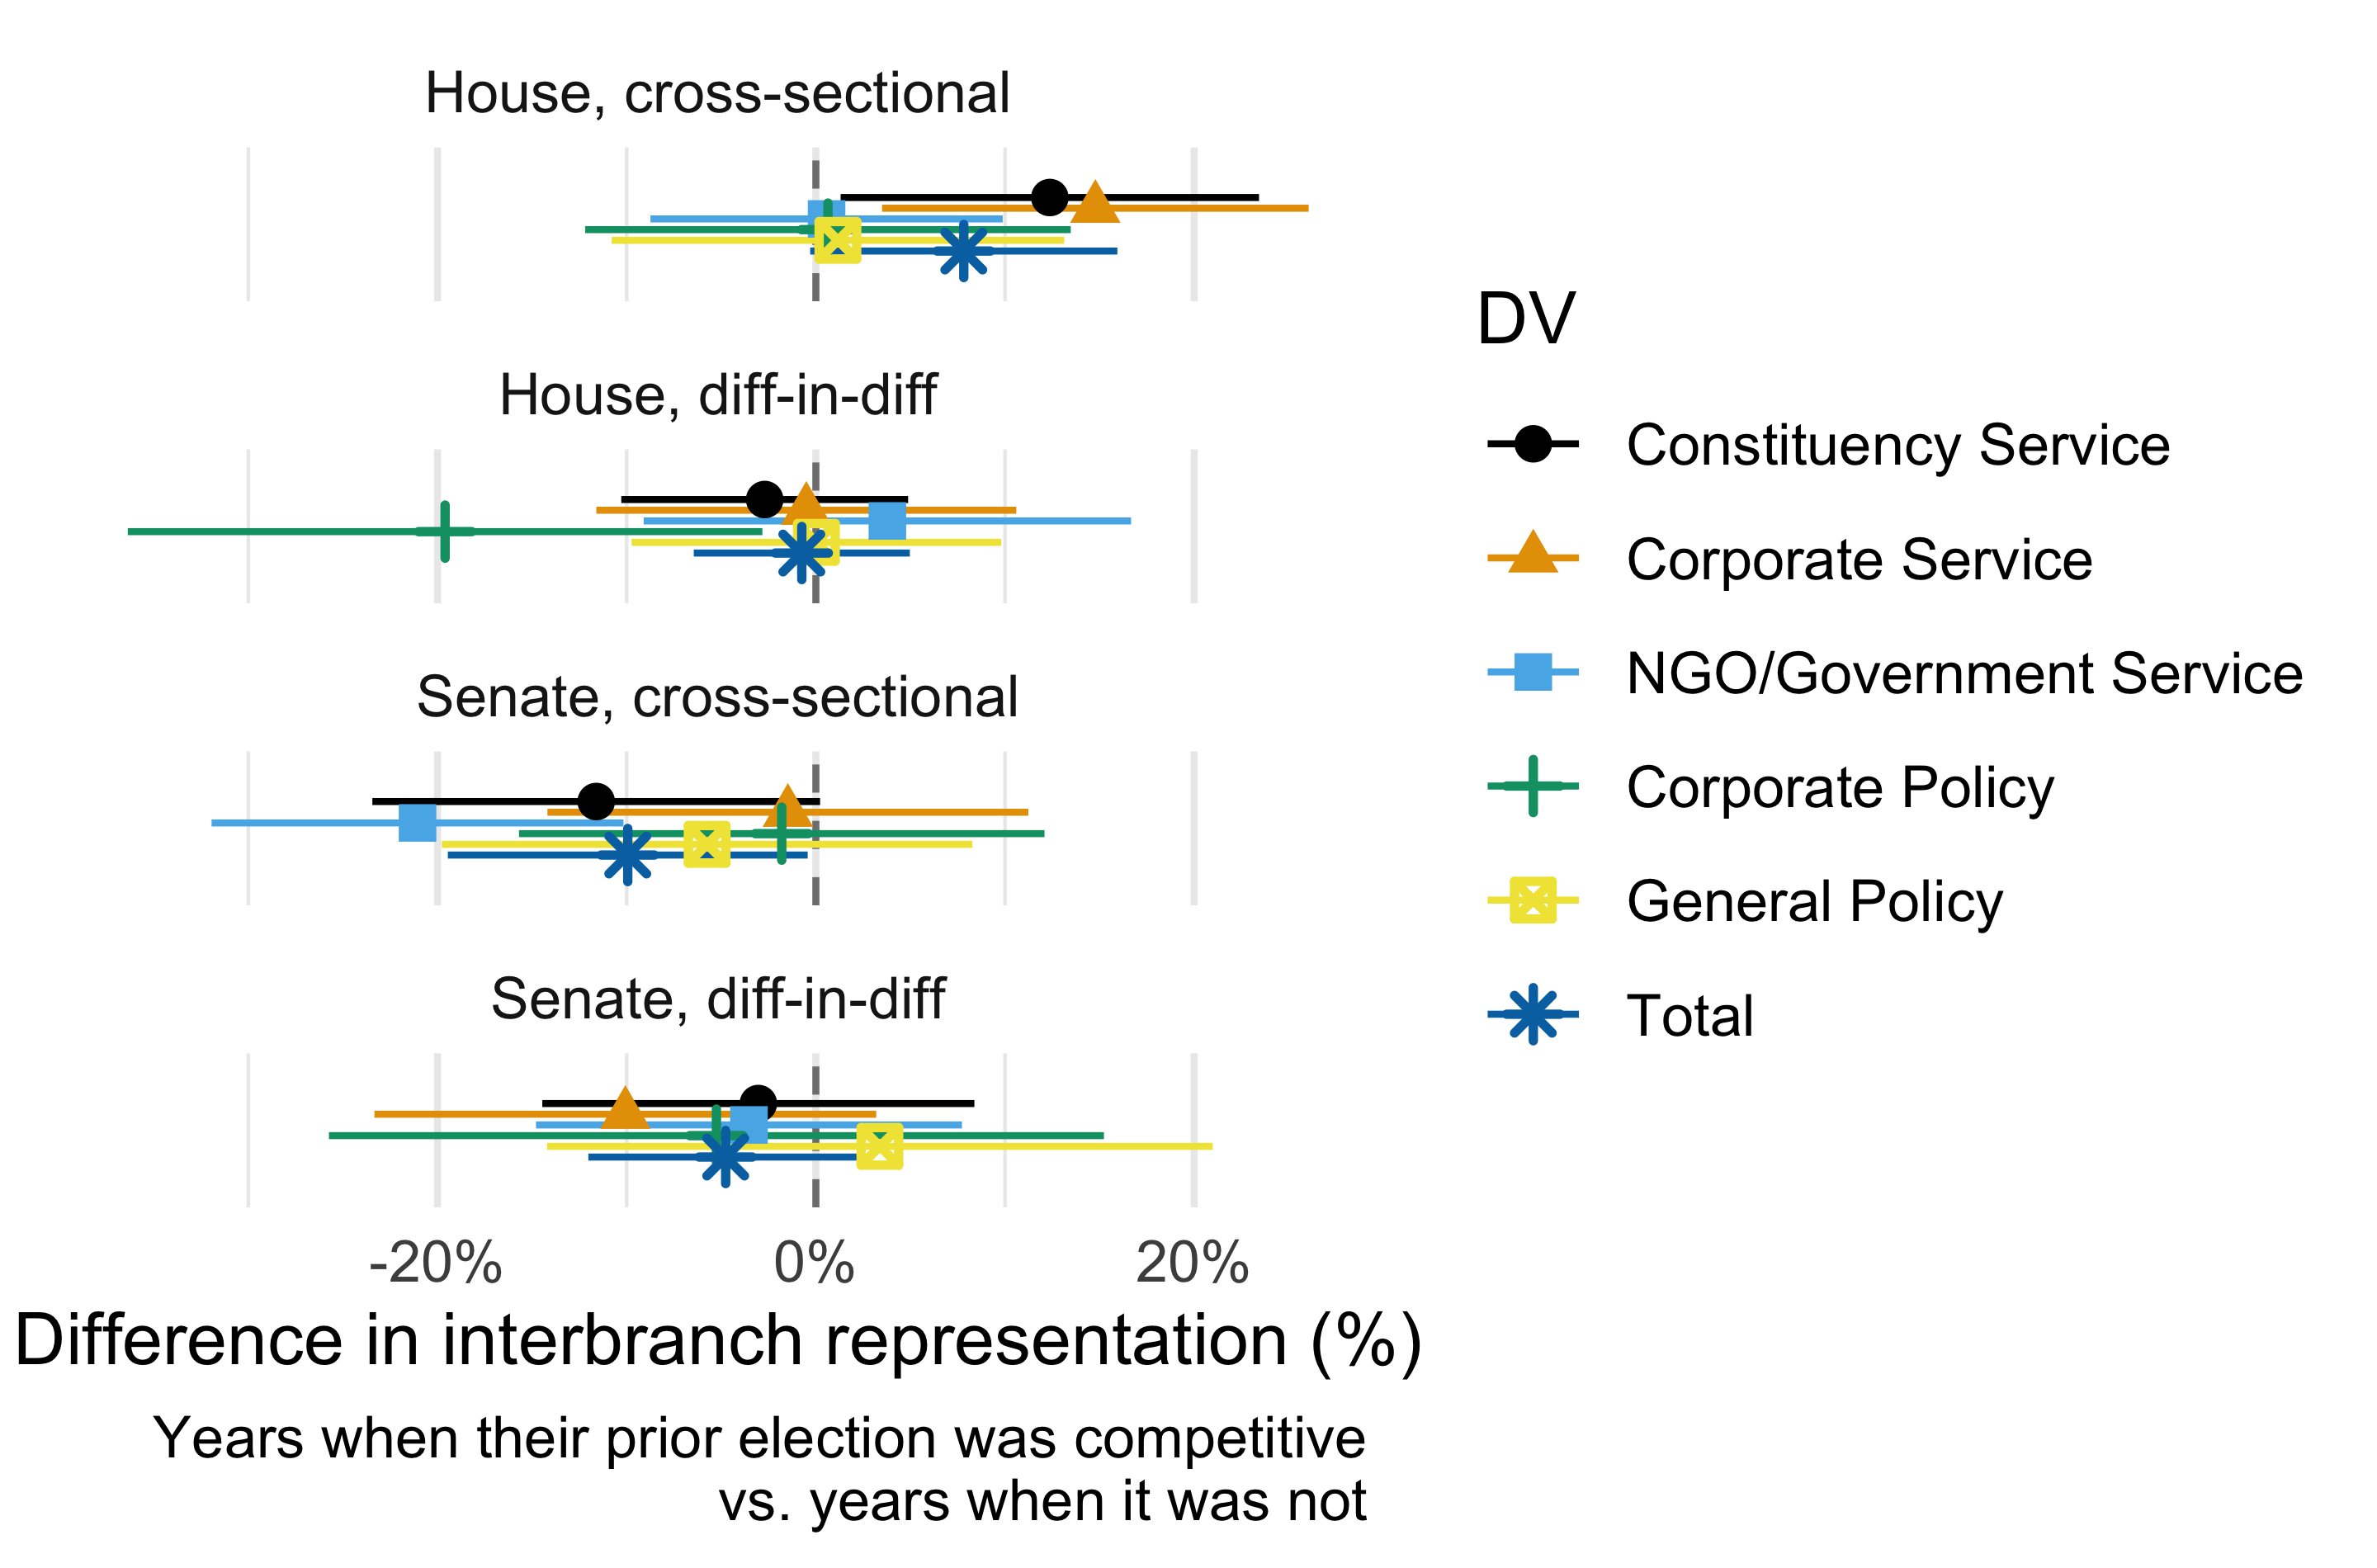 House, cross-sectional
House, diff-in-diff
Senate, cross-sectional
Senate, diff-in-diff
-20%
0%
20%
Difference in interbranch representation (%)
Years when their prior election was competitive
vs. years when it was not
DV
Constituency Service
Corporate Service
NGO/Government Service
Corporate Policy
General Policy
Total